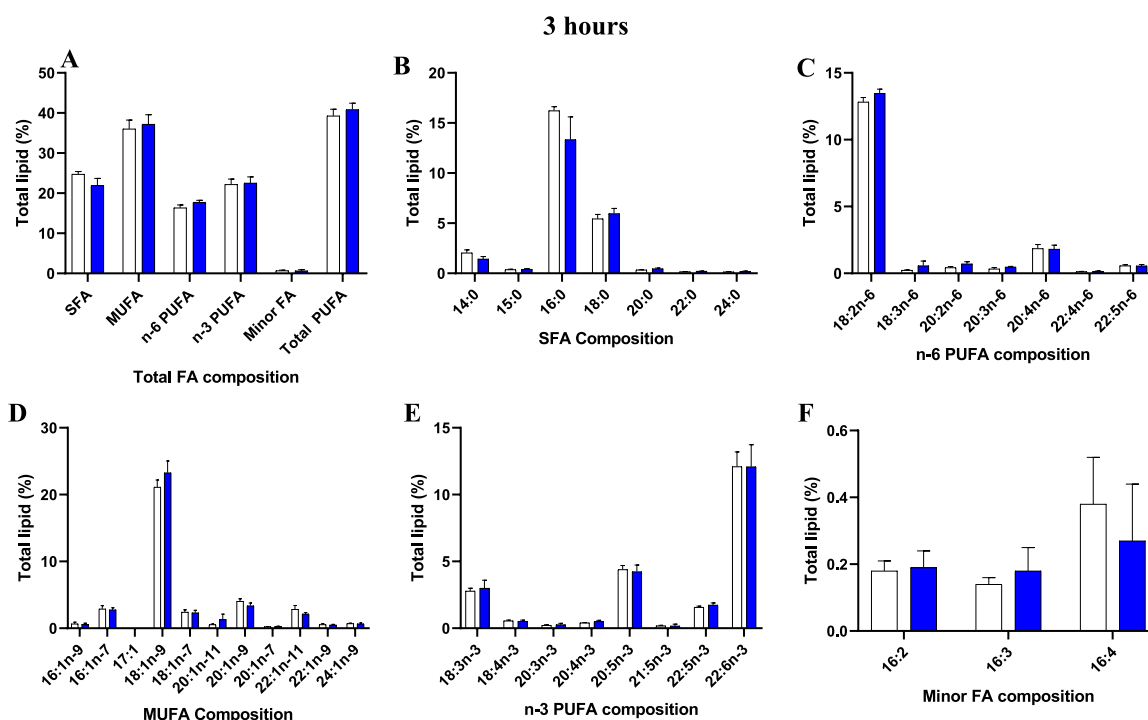 3 hours
A
Total lipid (%)
50
40
30
20
10
0
SFA
MUFA
n-6 PUFA
n-3 PUFA
Minor FA
Total PUFA
Total FA composition
B
Total lipid (%)
20
15
10
5
0
14:0
15:0
16:0
18:0
20:0
22:0
24:0
SFA Composition
C
Total lipid (%)
15
10
5
0
18:2n-6
18:3n-6
20:2n-6
20:3n-6
20:4n-6
22:4n-6
22:5n-6
n-6 PUFA composition
D
Total lipid (%)
30
20
10
0
16:1n-9
16:1n-7
17:1
18:1n-9
18:1n-7
20:1n-11
20:1n-9
20:1n-7
22:1n-11
22:1n-9
24:1n-9
MUFA Composition
E
Total lipid (%)
15
10
5
0
18:3n-3
18:4n-3
20:3n-3
20:4n-3
20:5n-3
21:5n-3
22:5n-3
22:6n-3
n-3 PUFA composition
F
Total lipid (%)
0.6
0.4
0.2
0.0
16:2
16:3
16:4
Minor FA composition